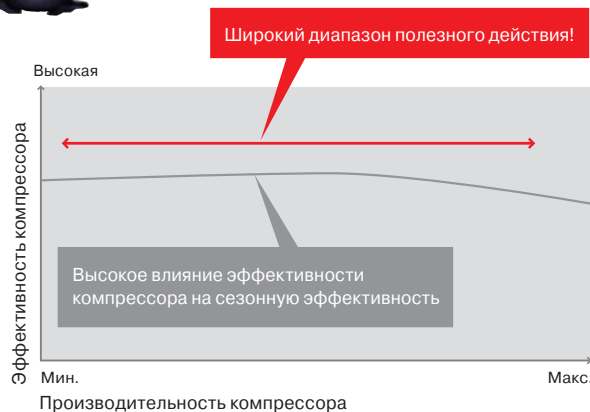 Широкий диапазон полезного действия!
Высокая
Эффективность компрессора
Высокое влияние эффективности
компрессора на сезонную эффективность
Мин.
Макс.
Производительность компрессора